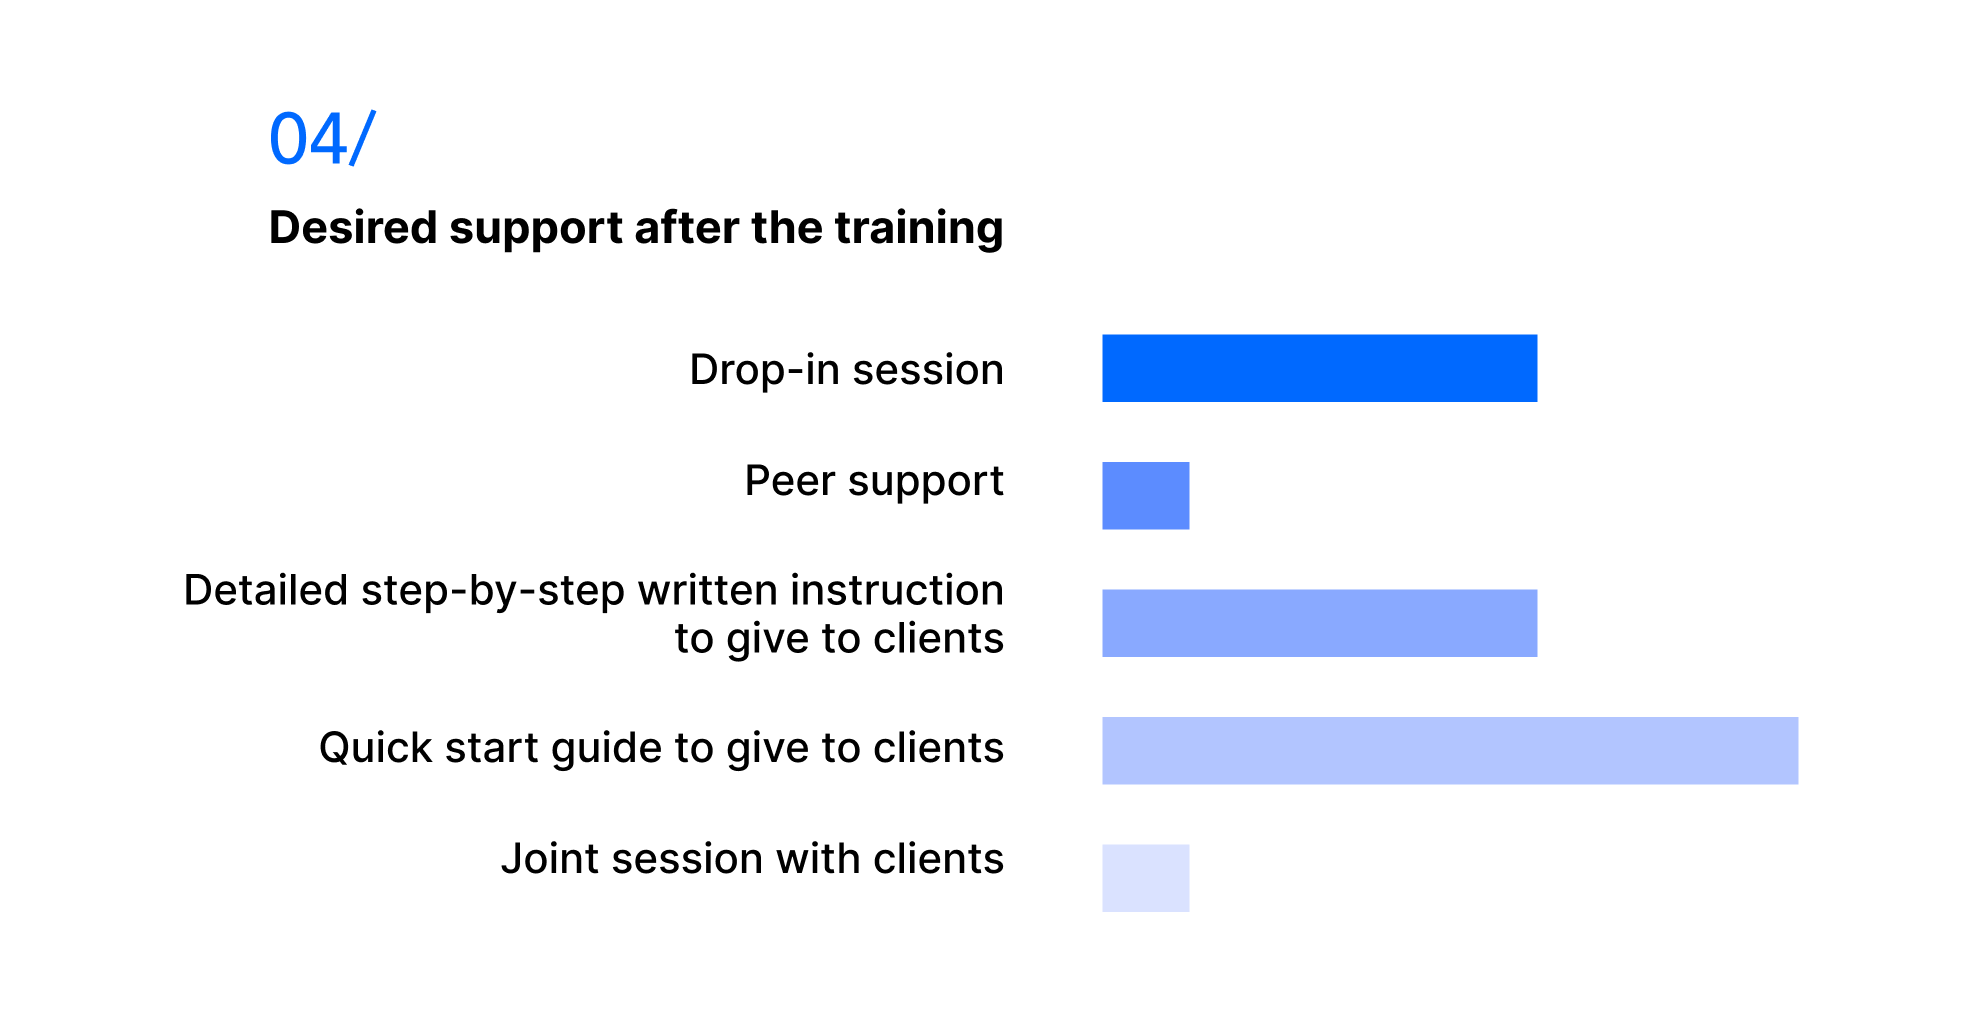 04/
Desired support after the training
Drop-in session
Peer support
Detailed step-by-step written instruction
to give to clients
Quick start guide to give to clients
Joint session with clients